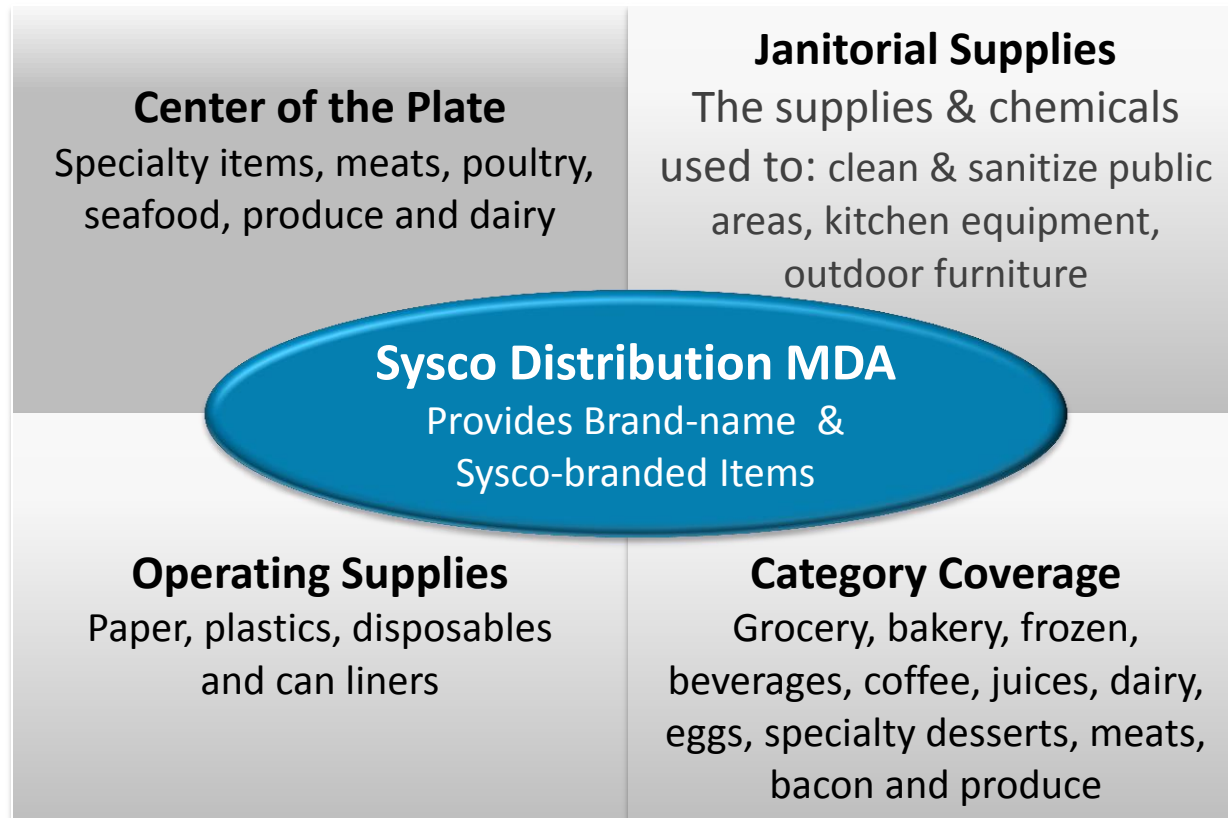 Center of the Plate
Specialty items, meats, poultry,
seafood, produce and dairy
Janitorial Supplies
The supplies & chemicals
used to: clean & sanitize public
areas, kitchen equipment,
outdoor furniture
Sysco Distribution MDA
Provides Brand-name &
Sysco-branded Items
Operating Supplies
Paper, plastics, disposables
and can liners
Category Coverage
Grocery, bakery, frozen,
beverages, coffee, juices, dairy,
eggs, specialty desserts, meats,
bacon and produce